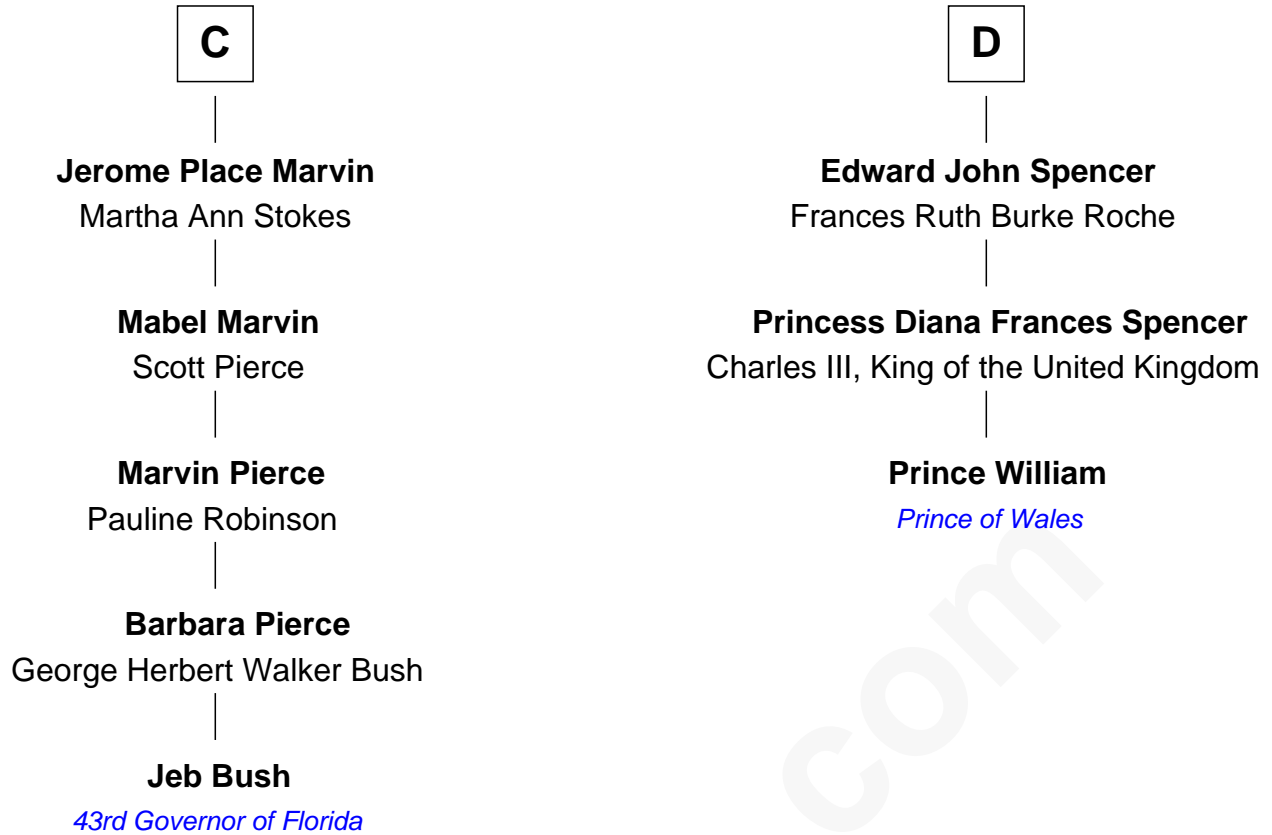 C
Jerome Place Marvin
Martha Ann Stokes
Mabel Marvin
Scott Pierce
Marvin Pierce
Pauline Robinson
Barbara Pierce
George Herbert Walker Bush
Jeb Bush
43rd Governor of Florida
D
Edward John Spencer
Frances Ruth Burke Roche
Princess Diana Frances Spencer
Charles III, King of the United Kingdom
Prince William
Prince of Wales
com